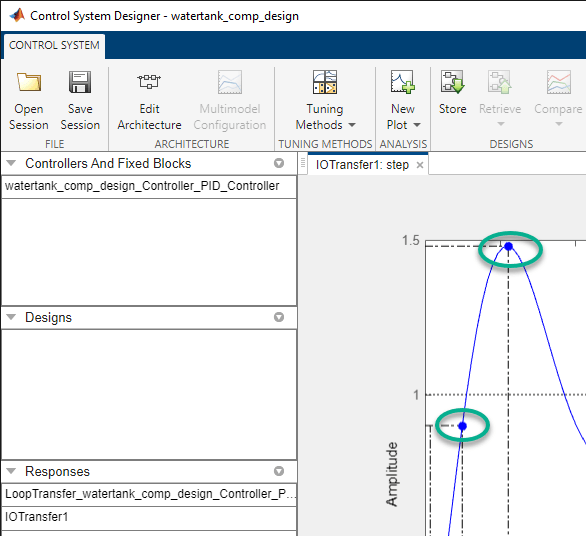 Control System Designer - watertank_comp_design
CONTROL SYSTEM
Open Session
Save Session
Edit Architecture
Multimodel Configuration
Tuning Methods
New Plot
Store
Retrieve
Compare
FILE
ARCHITECTURE
TUNING METHODS
ANALYSIS
DESIGNS
Controllers And Fixed Blocks
watertank_comp_design_Controller_PID_Controller
Designs
Responses
LoopTransfer_watertank_comp_design_Controller_P...
IOTransfer1
IOTransfer1: step ×
1.5
1
Amplitude